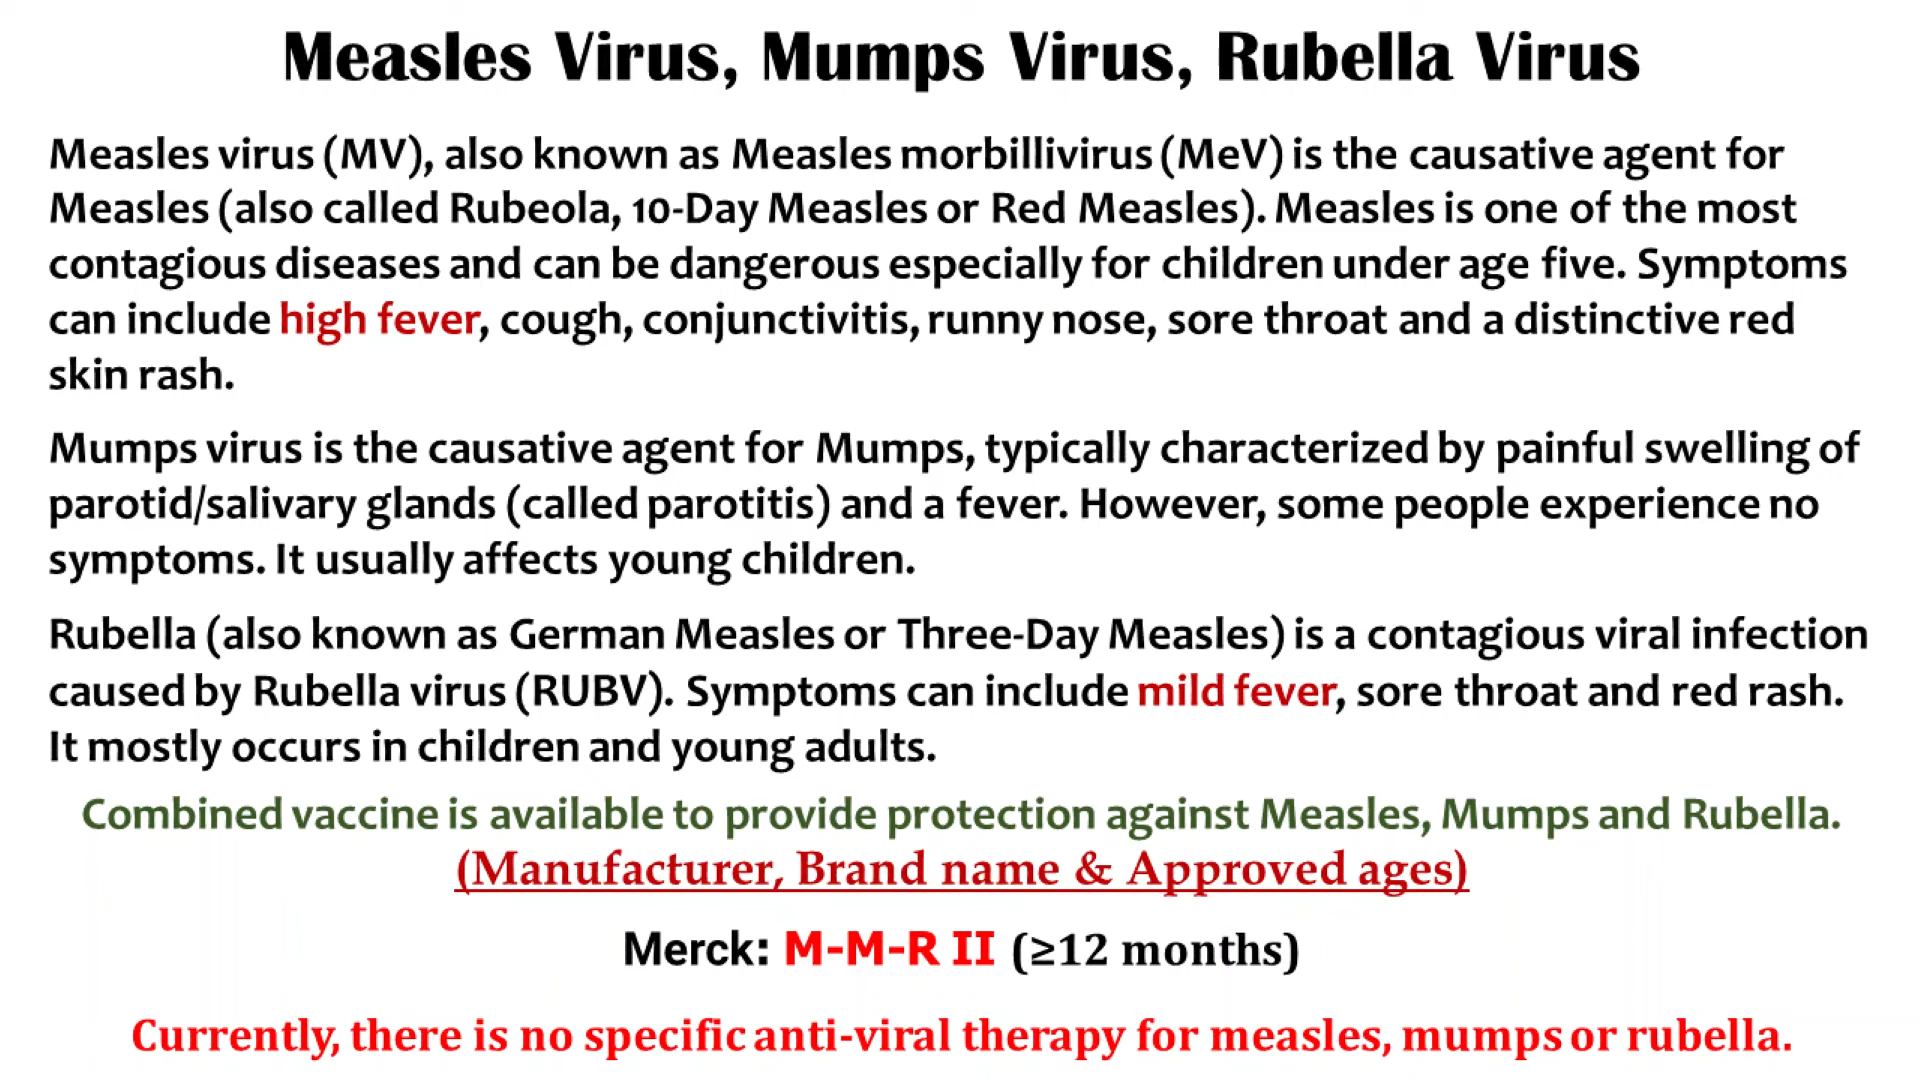 Measles Virus, Mumps Virus, Rubella Virus
Measles virus (MV), also known as Measles morbillivirus (MeV) is the causative agent for
Measles (also called Rubeola, 10-Day Measles or Red Measles). Measles is one of the most
contagious diseases and can be dangerous especially for children under age five. Symptoms
can include high fever, cough, conjunctivitis, runny nose, sore throat and a distinctive red
skin rash.
Mumps virus is the causative agent for Mumps, typically characterized by painful swelling of
parotid/salivary glands (called parotitis) and a fever. However, some people experience no
symptoms. It usually affects young children.
Rubella (also known as German Measles or Three-Day Measles) is a contagious viral infection
caused by Rubella virus (RUBV). Symptoms can include mild fever, sore throat and red rash.
It mostly occurs in children and young adults.
Combined vaccine is available to provide protection against Measles, Mumps and Rubella.
(Manufacturer, Brand name & Approved ages)
Merck: M-M-R II (≥12 months)
Currently, there is no specific anti-viral therapy for measles, mumps or rubella.